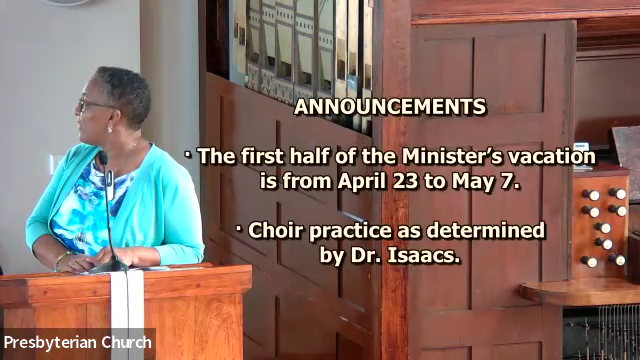 ANNOUNCEMENTS
· The first half of the Minister’s vacation
is from April 23 to May 7.
· Choir practice as determined
by Dr. Isaacs.
Presbyterian Church